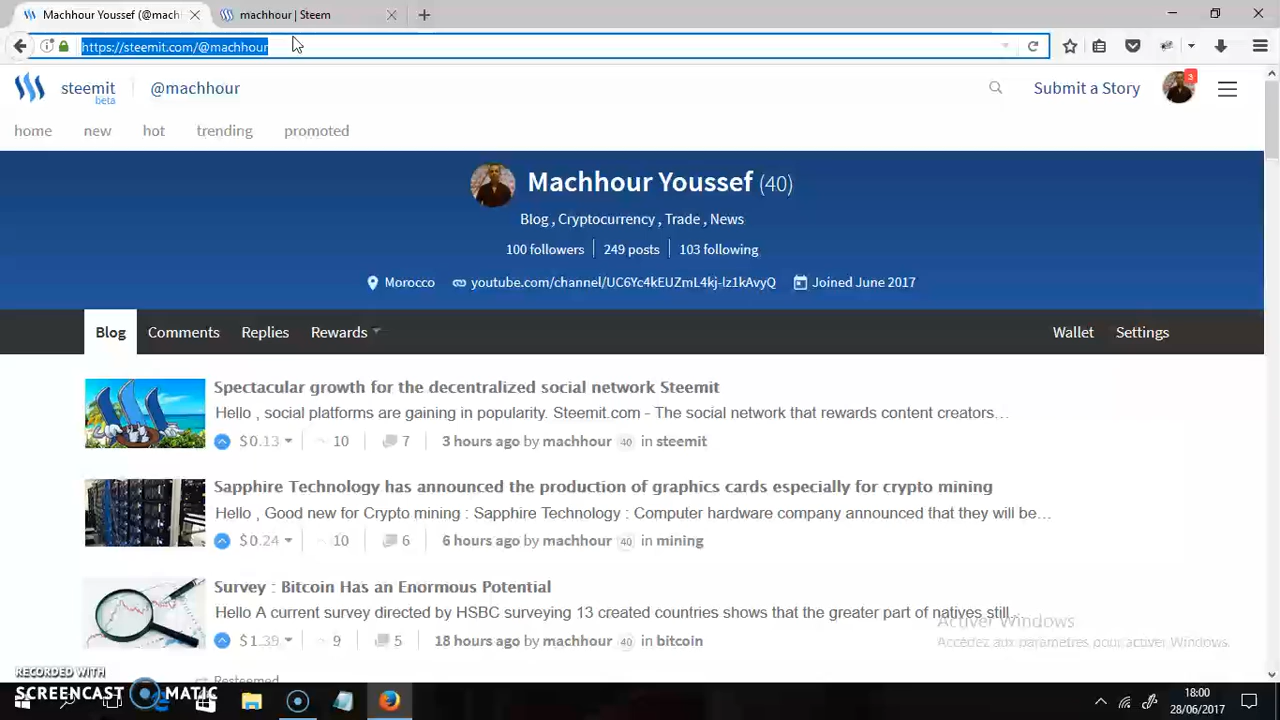 Machhour Youssef (@mach
machhour | Steem
https://steemit.com/@machhour
steemit
beta
@machhour
Submit a Story
3
home
new
hot
trending
promoted
Machhour Youssef (40)
Blog , Cryptocurrency , Trade , News
100 followers
249 posts
103 following
Morocco
youtube.com/channel/UC6Yc4kEUZmL4kj-lz1kAvyQ
Joined June 2017
Blog
Comments
Replies
Rewards
Wallet
Settings
Spectacular growth for the decentralized social network Steemit
Hello , social platforms are gaining in popularity. Steemit.com - The social network that rewards content creators…
$0.13
10
7
3 hours ago by machhour 40 in steemit
Sapphire Technology has announced the production of graphics cards especially for crypto mining
Hello , Good new for Crypto mining : Sapphire Technology : Computer hardware company announced that they will be…
$0.24
10
6
6 hours ago by machhour 40 in mining
Survey : Bitcoin Has an Enormous Potential
Hello A current survey directed by HSBC surveying 13 created countries shows that the greater part of natives still…
$1.39
9
5
18 hours ago by machhour 40 in bitcoin
Activer Windows
Accédez aux paramètres pour activer Windows.
Resteemed
RECORDED WITH
SCREENCAST MATIC
18:00
28/06/2017